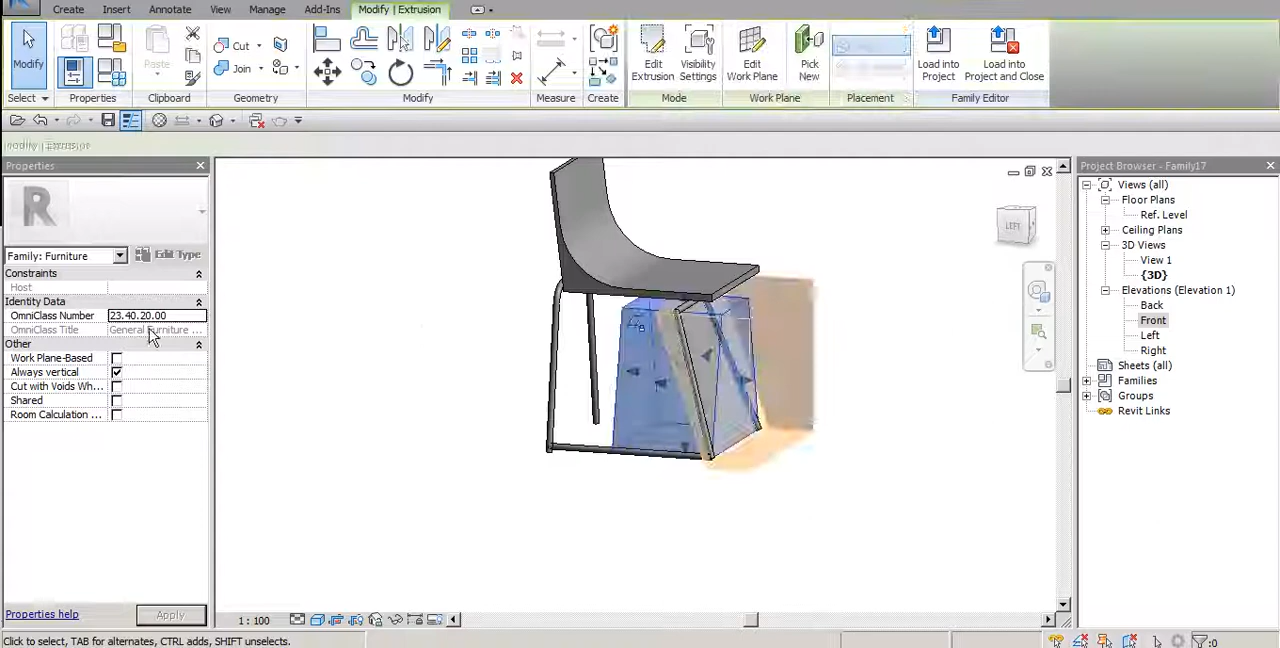 Create Insert Annotate View Manage Add-Ins Modify | Extrusion
Modify
Paste
Cut
Join
Edit Extrusion
Visibility Settings
Edit Work Plane
Pick New
Load into Project
Load into Project and Close
Select Properties Clipboard Geometry Modify Measure Create Mode Work Plane Placement Family Editor
Modify | Extrusion
Properties
Project Browser - Family17
R
Family: Furniture
Edit Type
Constraints
Host
Identity Data
OmniClass Number 23.40.20.00
OmniClass Title General Furniture ...
Other
Work Plane-Based
Always vertical
Cut with Voids Wh...
Shared
Room Calculation ...
Properties help
Apply
LEFT
Views (all)
Floor Plans
Ref. Level
Ceiling Plans
3D Views
View 1
{3D}
Elevations (Elevation 1)
Back
Front
Left
Right
Sheets (all)
Families
Groups
Revit Links
1 : 100
Click to select, TAB for alternates, CTRL adds, SHIFT unselects.
:0